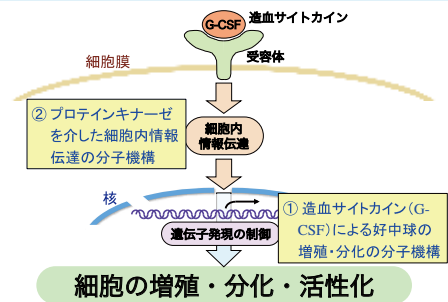 G-CSF
造血サイトカイン
受容体
細胞膜
② プロテインキナーゼ
を介した細胞内情報
伝達の分子機構
細胞内
情報伝達
核
① 造血サイトカイン(G-
CSF)による好中球の
増殖・分化の分子機構
遺伝子発現の制御
細胞の増殖・分化・活性化